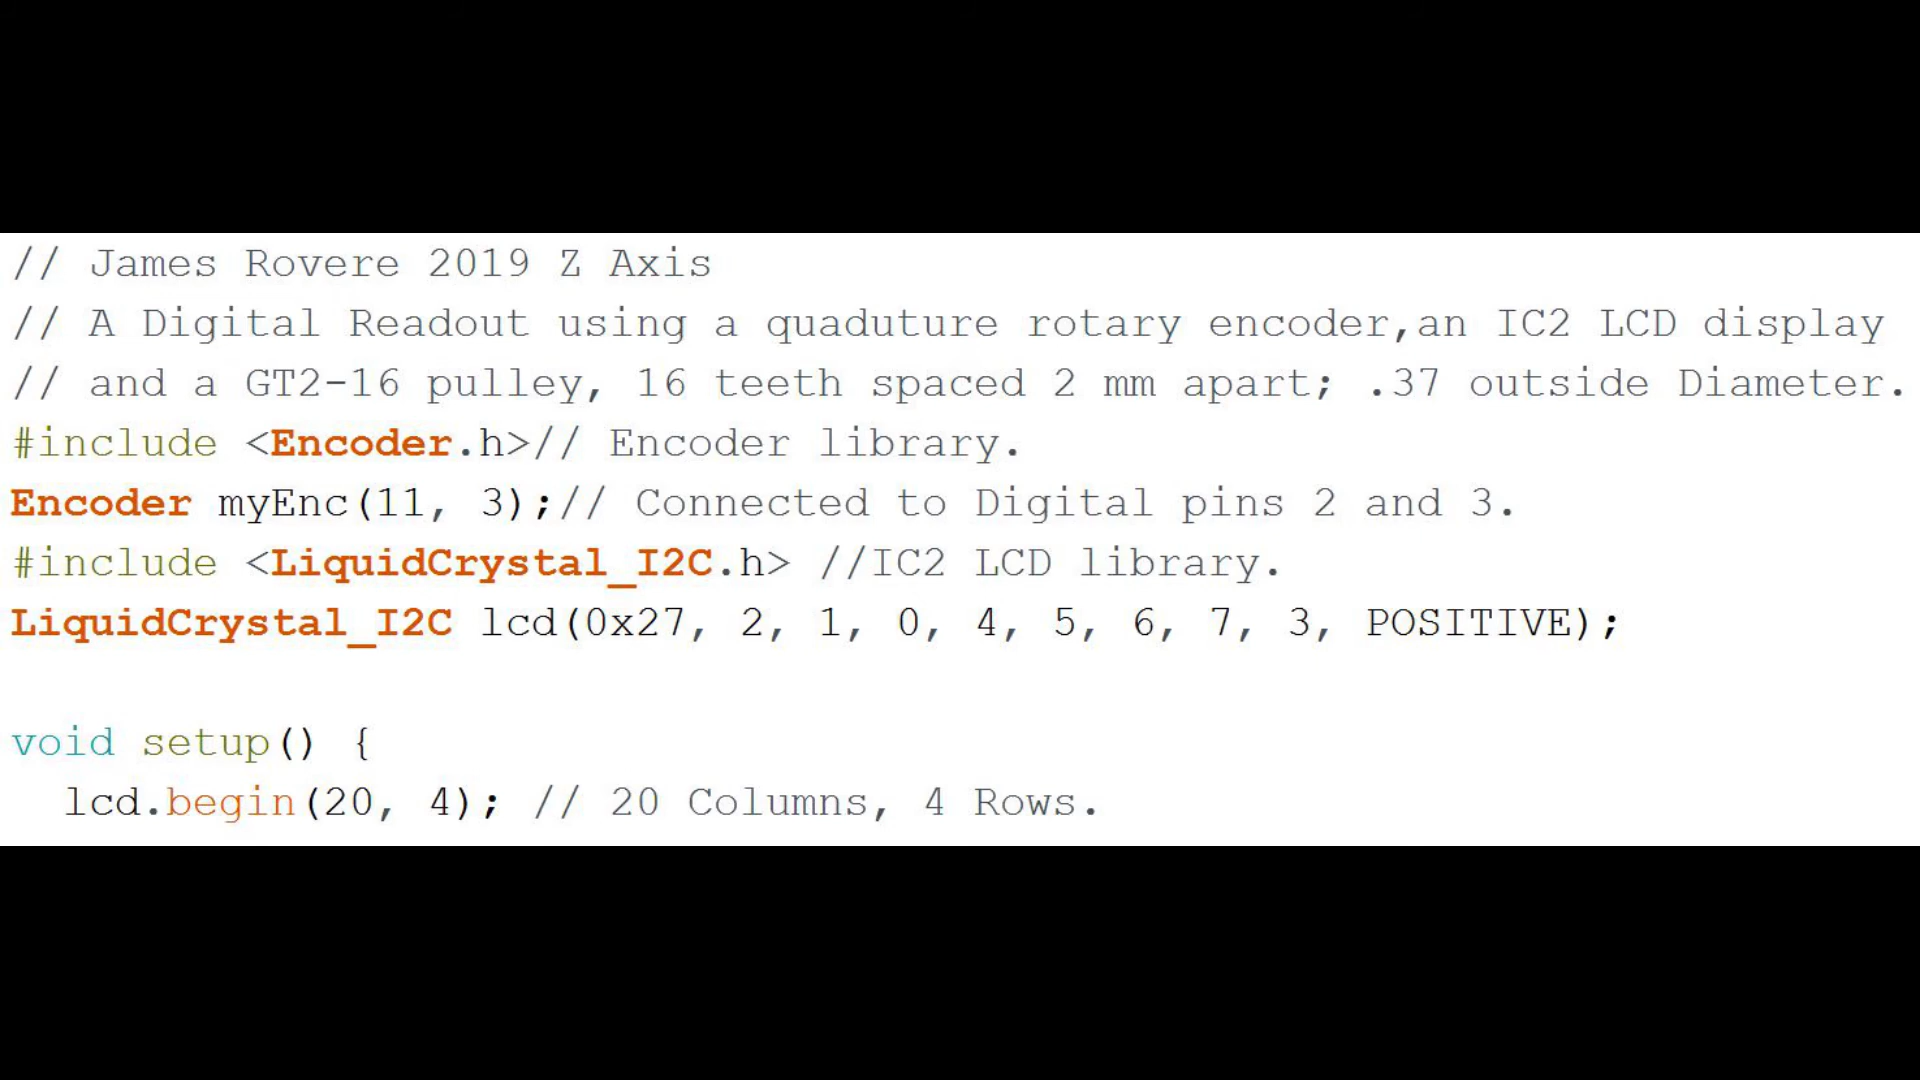 // James Rovere 2019 Z Axis
// A Digital Readout using a quaduture rotary encoder,an IC2 LCD display
// and a GT2-16 pulley, 16 teeth spaced 2 mm apart; .37 outside Diameter.
#include <Encoder.h>// Encoder library.
Encoder myEnc(11, 3);// Connected to Digital pins 2 and 3.
#include <LiquidCrystal_I2C.h> //IC2 LCD library.
LiquidCrystal_I2C lcd(0x27, 2, 1, 0, 4, 5, 6, 7, 3, POSITIVE);
void setup() {
  lcd.begin(20, 4); // 20 Columns, 4 Rows.